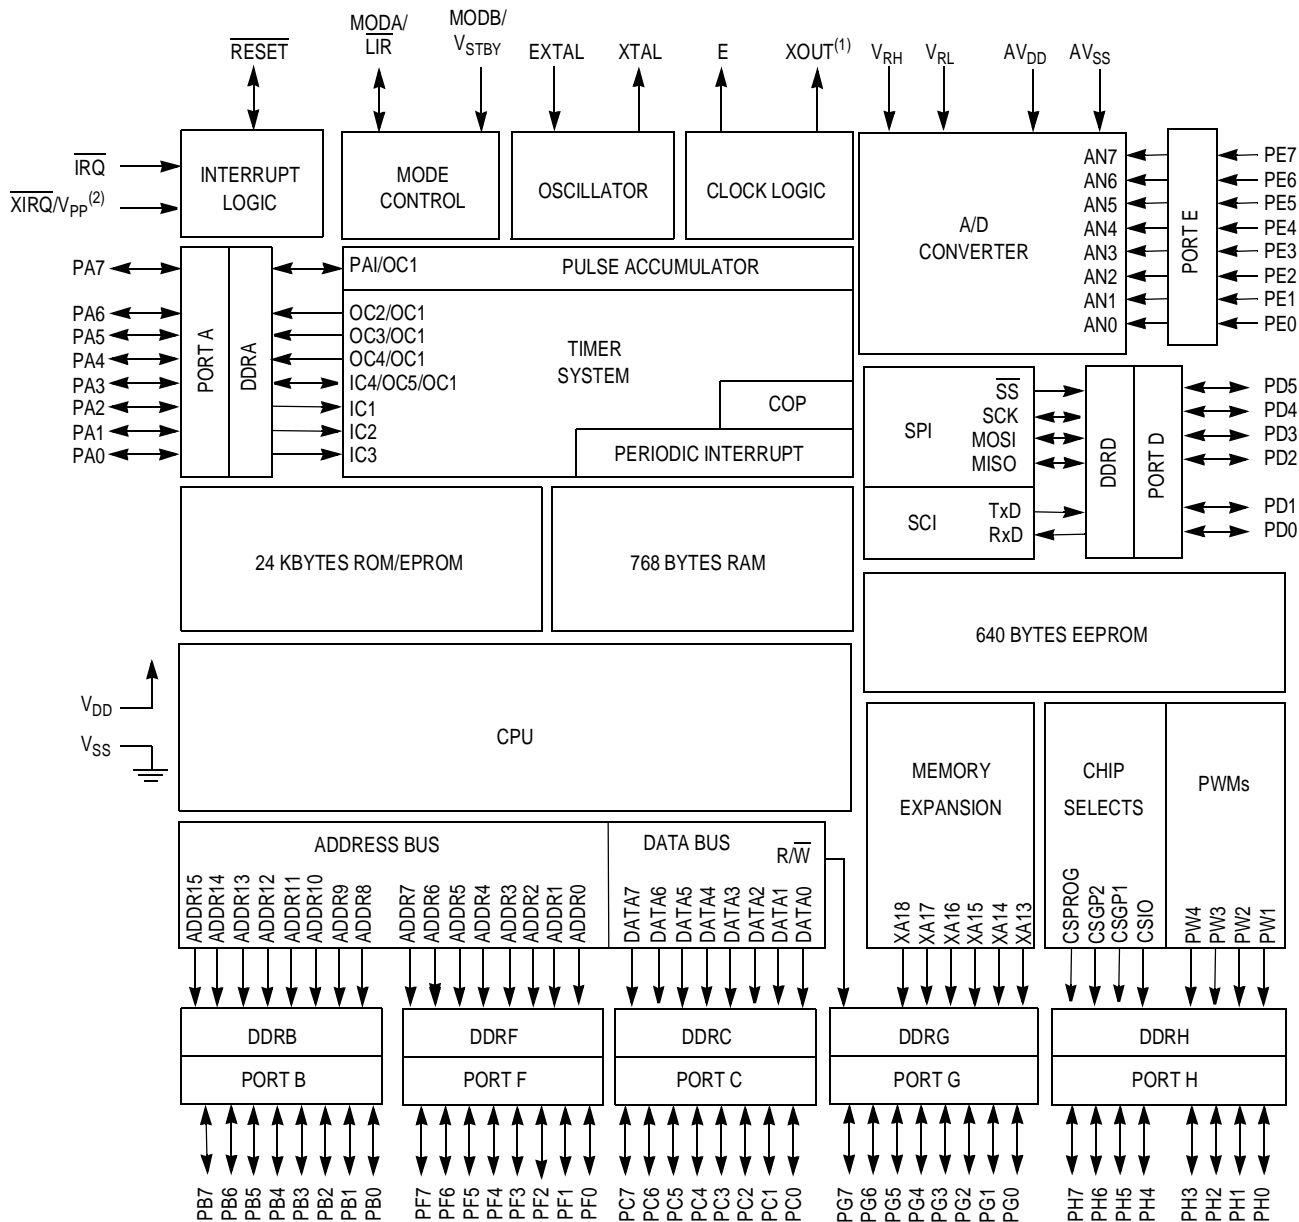 RESET
MODA/
LIR
MODB/
VSTBY
EXTAL
XTAL
E
XOUT(1)
VRH
VRL
AVDD
AVSS
IRQ
XIRQ/VPP(2)
INTERRUPT
LOGIC
MODE
CONTROL
OSCILLATOR
CLOCK LOGIC
A/D
CONVERTER
AN7
AN6
AN5
AN4
AN3
AN2
AN1
AN0
PORT E
PE7
PE6
PE5
PE4
PE3
PE2
PE1
PE0
PA7
PA6
PA5
PA4
PA3
PA2
PA1
PA0
PORT A
DDRA
PAI/OC1
PULSE ACCUMULATOR
OC2/OC1
OC3/OC1
OC4/OC1
IC4/OC5/OC1
IC1
IC2
IC3
TIMER
SYSTEM
COP
PERIODIC INTERRUPT
SPI
SS
SCK
MOSI
MISO
SCI
TxD
RxD
DDRD
PORT D
PD5
PD4
PD3
PD2
PD1
PD0
24 KBYTES ROM/EPROM
768 BYTES RAM
640 BYTES EEPROM
VDD
VSS
CPU
MEMORY
EXPANSION
CHIP
SELECTS
PWMs
ADDRESS BUS
DATA BUS
R/W
ADDR15
ADDR14
ADDR13
ADDR12
ADDR11
ADDR10
ADDR9
ADDR8
ADDR7
ADDR6
ADDR5
ADDR4
ADDR3
ADDR2
ADDR1
ADDR0
DATA7
DATA6
DATA5
DATA4
DATA3
DATA2
DATA1
DATA0
XA18
XA17
XA16
XA15
XA14
XA13
CSPROG
CSGP2
CSGP1
CSIO
PW4
PW3
PW2
PW1
DDRB
DDRF
DDRC
DDRG
DDRH
PORT B
PORT F
PORT C
PORT G
PORT H
PB7
PB6
PB5
PB4
PB3
PB2
PB1
PB0
PF7
PF6
PF5
PF4
PF3
PF2
PF1
PF0
PC7
PC6
PC5
PC4
PC3
PC2
PC1
PC0
PG7
PG6
PG5
PG4
PG3
PG2
PG1
PG0
PH7
PH6
PH5
PH4
PH3
PH2
PH1
PH0